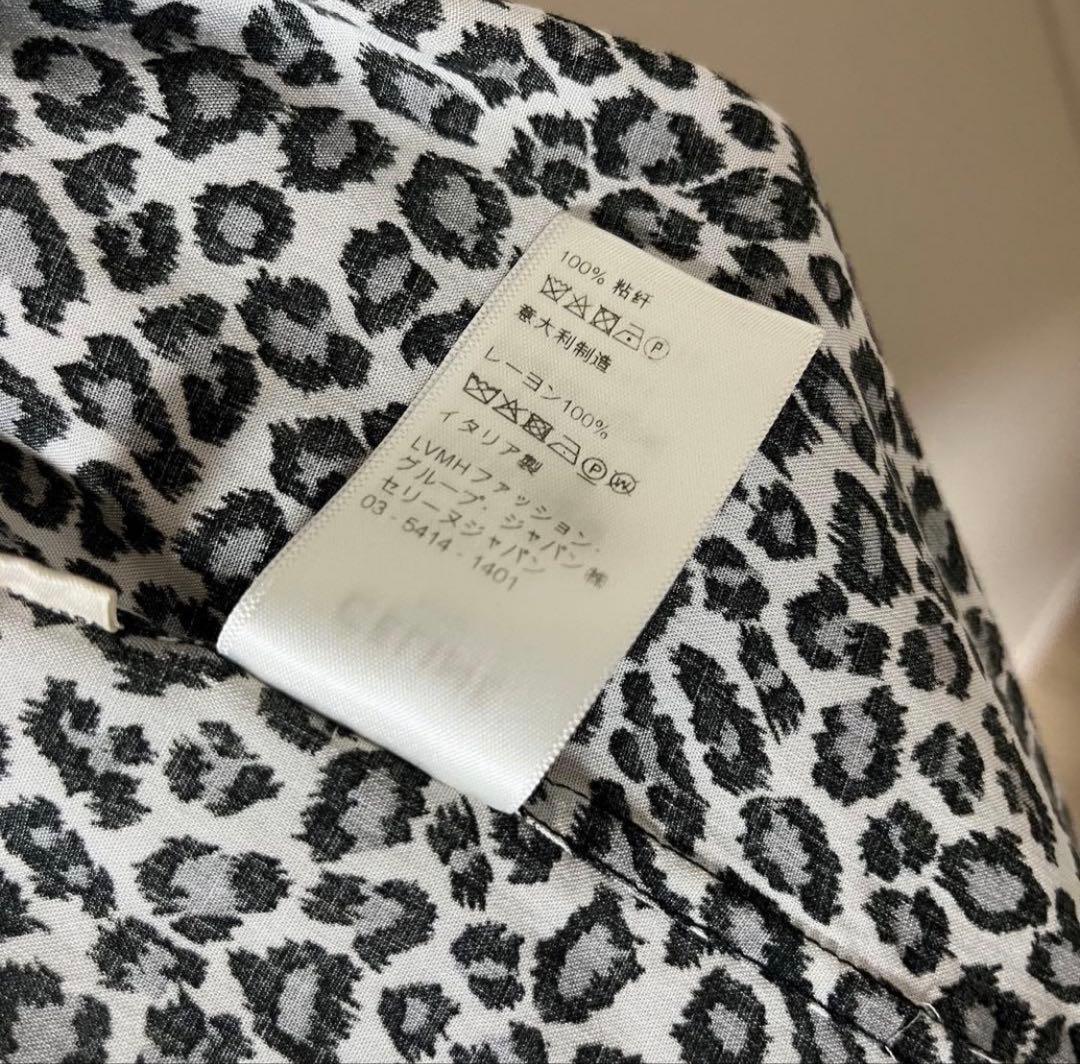 100% 粘纤
P
意大利制造
レーヨン100%
P W
イタリア製
LVMHファッション.
グループ.ジャパン㈱
セリーヌジャパン
03-5414-1401